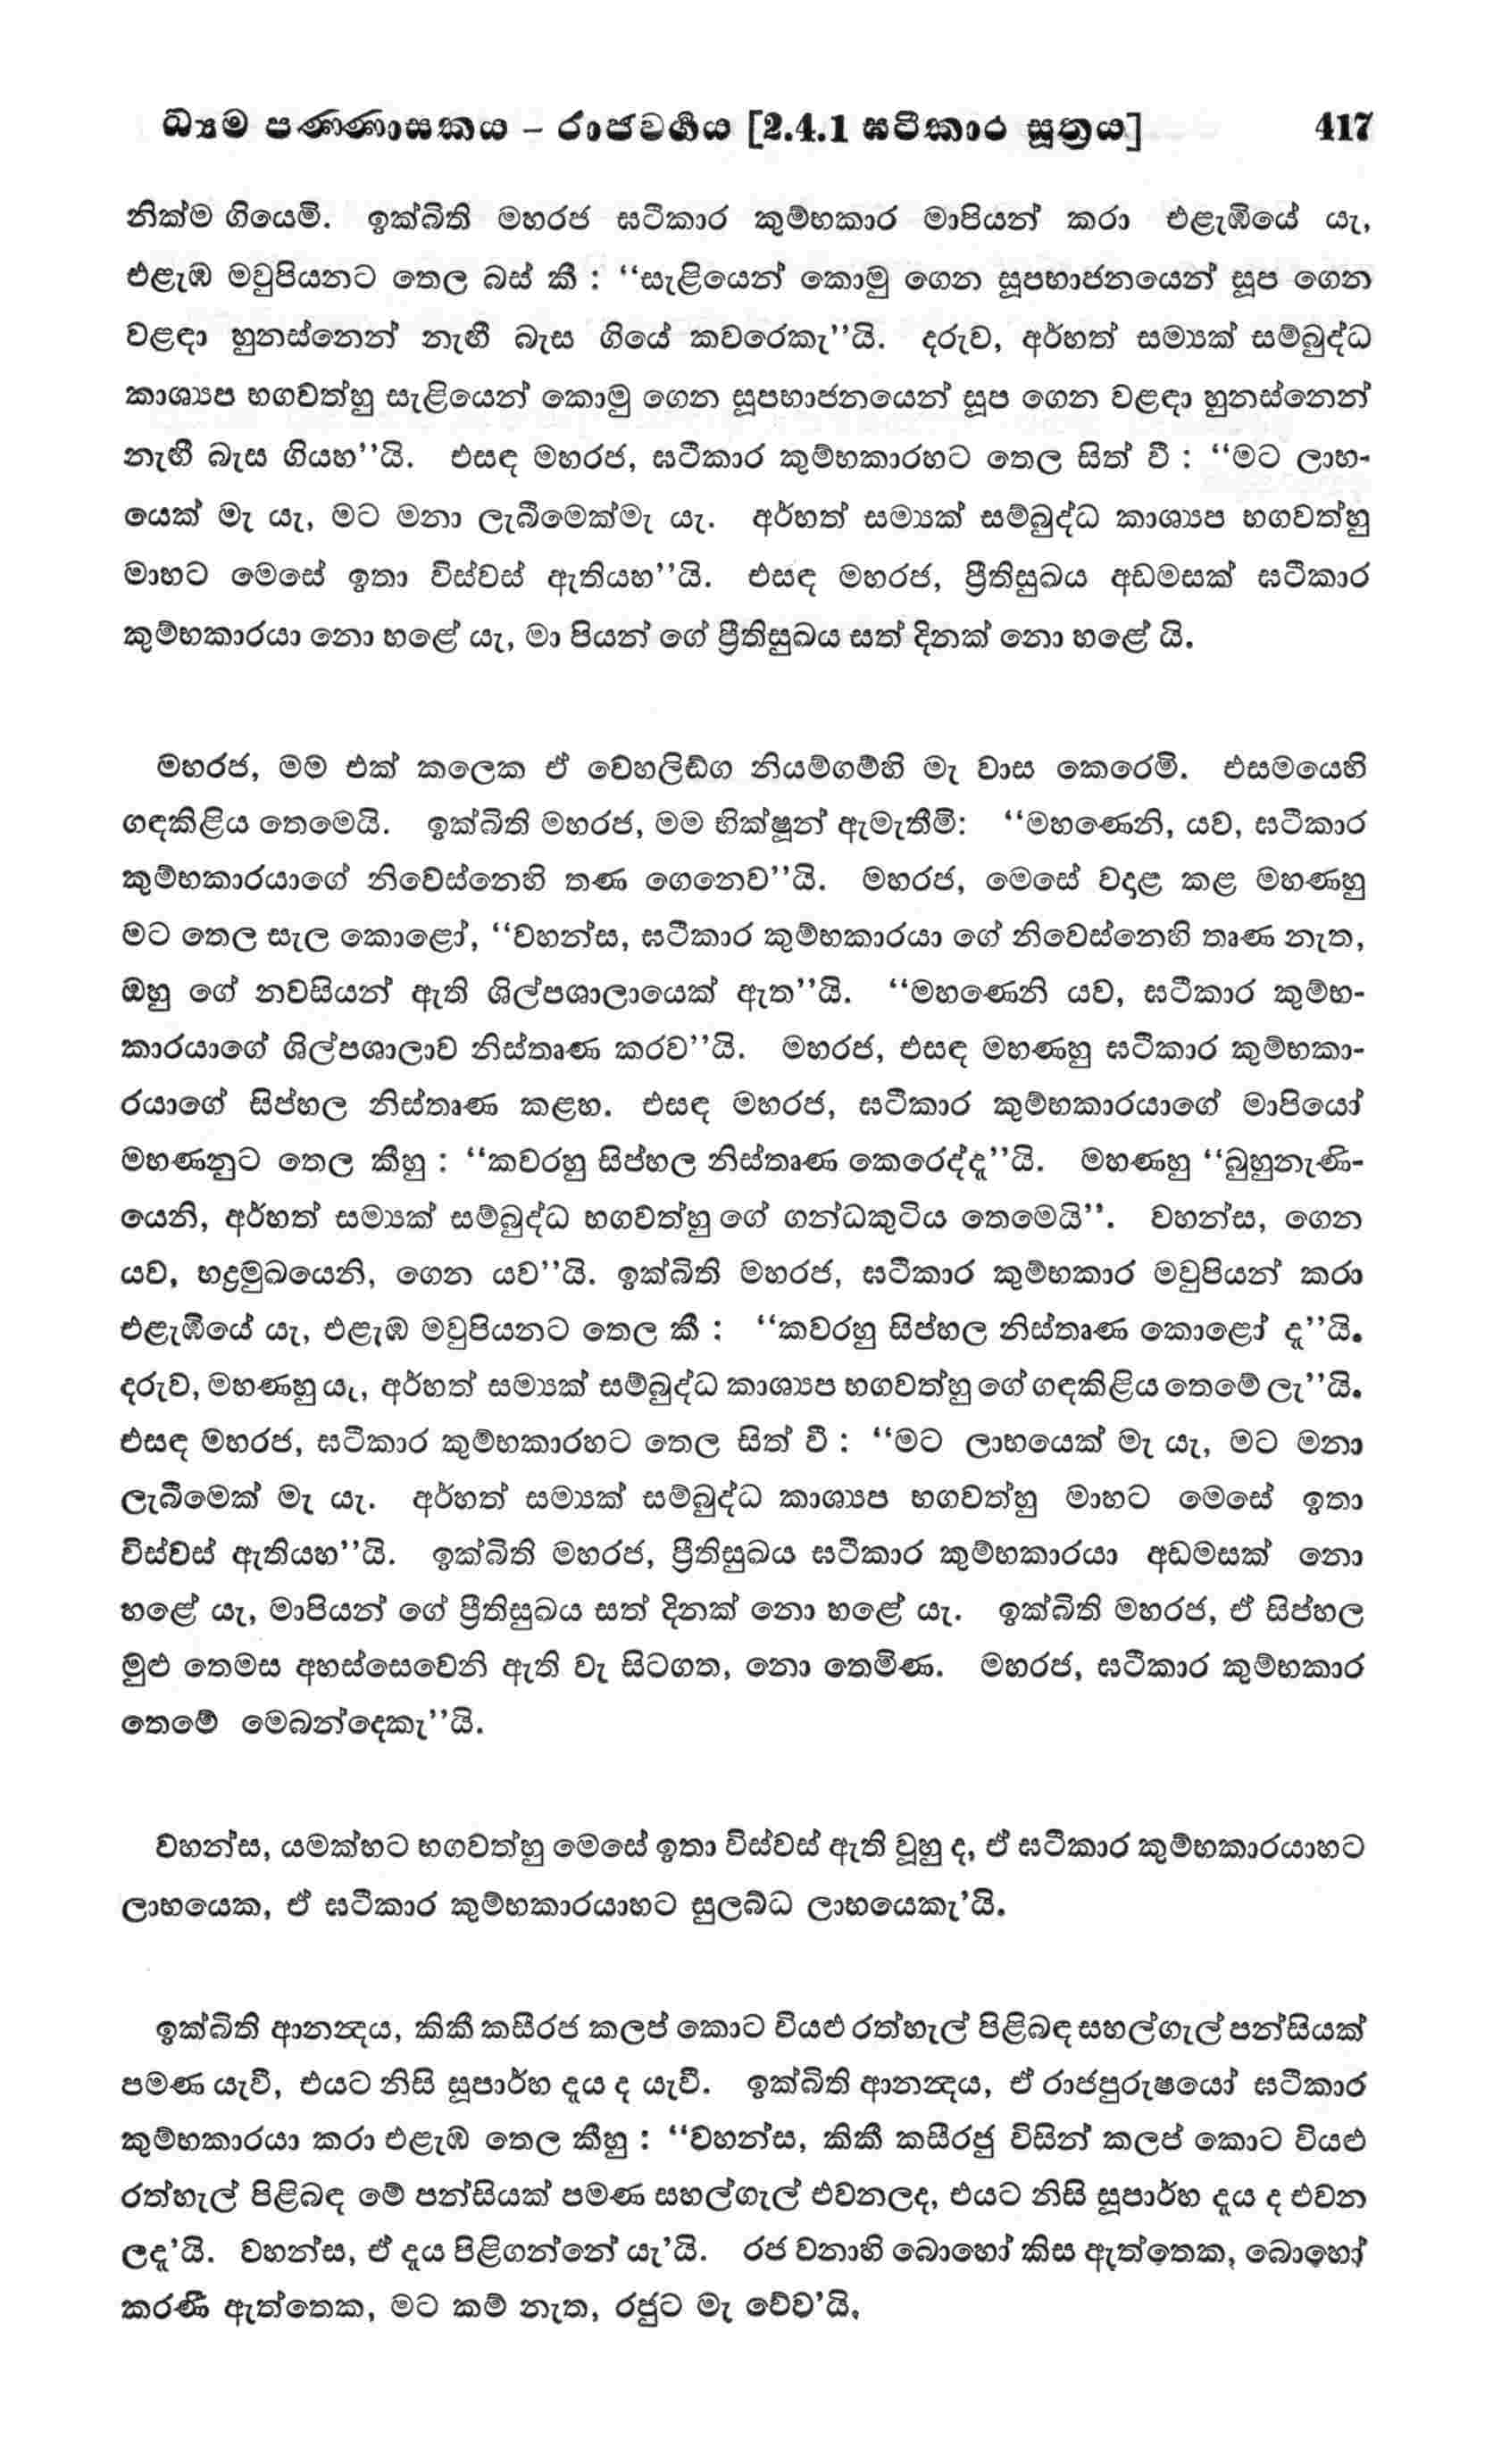 ධ්‍යම පණ්ණාසකය – රාජවර්‍ගය [2.4.1 ඝටීකාර සූත්‍රය] 417
නික්ම ගියෙමි. ඉක්බිති මහරජ ඝටීකාර කුම්භකාර මාපියන් කරා එළැඹියේ යැ,
එළැඹ මවුපියනට තෙල බස් කී : “සැළියෙන් කොමු ගෙන සූපභාජනයෙන් සූප ගෙන
වළඳා හුනස්නෙන් නැඟී බැස ගියේ කවරෙකැ”යි. දරුව, අර්හත් සම්‍යක් සම්බුද්ධ
කාශ්‍යප භගවත්හු සැළියෙන් කොමු ගෙන සූපභාජනයෙන් සූප ගෙන වළඳා හුනස්නෙන්
නැඟී බැස ගියහ”යි. එසඳ මහරජ, ඝටීකාර කුම්භකාරහට තෙල සිත් වී : “මට ලාභ-
යෙක් මැ යැ, මට මනා ලැබීමෙක්මැ යැ. අර්හත් සම්‍යක් සම්බුද්ධ කාශ්‍යප භගවත්හු
මාහට මෙසේ ඉතා විස්වස් ඇතියහ”යි. එසඳ මහරජ, ප්‍රීතිසුඛය අඩමසක් ඝටීකාර
කුම්භකාරයා නො හළේ යැ, මා පියන් ගේ ප්‍රීතිසුඛය සත් දිනක් නො හළේ යි.
මහරජ, මම එක් කලෙක ඒ වෙහලිඞ්ග නියම්ගම්හි මැ වාස කෙරෙමි. එසමයෙහි
ගඳකිළිය තෙමෙයි. ඉක්බිති මහරජ, මම භික්ෂූන් ඇමැතීමි: “මහණෙනි, යව, ඝටීකාර
කුම්භකාරයාගේ නිවෙස්නෙහි තණ ගෙනෙව”යි. මහරජ, මෙසේ වදාළ කළ මහණහු
මට තෙල සැල කොළෝ, “වහන්ස, ඝටීකාර කුම්භකාරයා ගේ නිවෙස්නෙහි තෘණ නැත,
ඔහු ගේ නවසියන් ඇති ශිල්පශාලායෙක් ඇත”යි. “මහණෙනි යව, ඝටීකාර කුම්භ-
කාරයාගේ ශිල්පශාලාව නිස්තෘණ කරව”යි. මහරජ, එසඳ මහණහු ඝටීකාර කුම්භකා-
රයාගේ සිප්හල නිස්තෘණ කළහ. එසඳ මහරජ, ඝටීකාර කුම්භකාරයාගේ මාපියෝ
මහණනුට තෙල කීහු : “කවරහු සිප්හල නිස්තෘණ කෙරෙද්දැ”යි. මහණහු “බුහුනැණි-
යෙනි, අර්හත් සම්‍යක් සම්බුද්ධ භගවත්හු ගේ ගන්ධකුටිය තෙමෙයි”. වහන්ස, ගෙන
යව, භද්‍රමුඛයෙනි, ගෙන යව”යි. ඉක්බිති මහරජ, ඝටීකාර කුම්භකාර මවුපියන් කරා
එළැඹියේ යැ, එළැඹ මවුපියනට තෙල කී : “කවරහු සිප්හල නිස්තෘණ කොළෝ දැ”යි.
දරුව, මහණහු යැ, අර්හත් සම්‍යක් සම්බුද්ධ කාශ්‍යප භගවත්හු ගේ ගඳකිළිය තෙමේ ලැ”යි.
එසඳ මහරජ, ඝටීකාර කුම්භකාරහට තෙල සිත් වී : “මට ලාභයෙක් මැ යැ, මට මනා
ලැබීමෙක් මැ යැ. අර්හත් සම්‍යක් සම්බුද්ධ කාශ්‍යප භගවත්හු මාහට මෙසේ ඉතා
විස්වස් ඇතියහ”යි. ඉක්බිති මහරජ, ප්‍රීතිසුඛය ඝටීකාර කුම්භකාරයා අඩමසක් නො
හළේ යැ, මාපියන් ගේ ප්‍රීතිසුඛය සත් දිනක් නො හළේ යැ. ඉක්බිති මහරජ, ඒ සිප්හල
මුළු තෙමස අහස්සෙවෙනි ඇති වැ සිටගත, නො තෙමිණ. මහරජ, ඝටීකාර කුම්භකාර
තෙමේ මෙබන්දෙකැ”යි.
වහන්ස, යමක්හට භගවත්හු මෙසේ ඉතා විස්වස් ඇති වූහු ද, ඒ ඝටීකාර කුම්භකාරයාහට
ලාභයෙක, ඒ ඝටීකාර කුම්භකාරයාහට සුලබ්ධ ලාභයෙකැ’යි.
ඉක්බිති ආනන්‍දය, කිකී කසීරජ කලප් කොට වියළු රත්හැල් පිළිබඳ සහල්ගැල් පන්සියක්
පමණ යැවී, එයට නිසි සූපාර්හ දැය ද යැවී. ඉක්බිති ආනන්‍දය, ඒ රාජපුරුෂයෝ ඝටීකාර
කුම්භකාරයා කරා එළැඹ තෙල කීහු : “වහන්ස, කිකී කසීරජු විසින් කලප් කොට වියළු
රත්හැල් පිළිබඳ මේ පන්සියක් පමණ සහල්ගැල් එවනලද, එයට නිසි සූපාර්හ දැය ද එවන
ලදැ’යි. වහන්ස, ඒ දැය පිළිගන්නේ යැ’යි. රජ වනාහි බොහෝ කිස ඇත්තෙක, බොහෝ
කරණී ඇත්තෙක, මට කම් නැත, රජුට මැ වේව’යි.